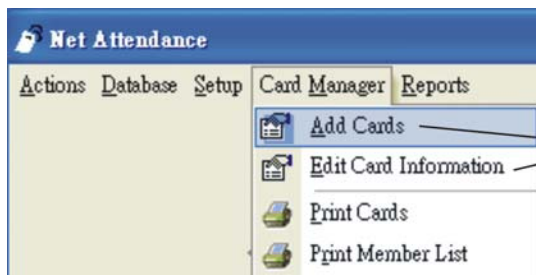 Net Attendance
Actions Database Setup Card Manager Reports
Add Cards
Edit Card Information
Print Cards
Print Member List